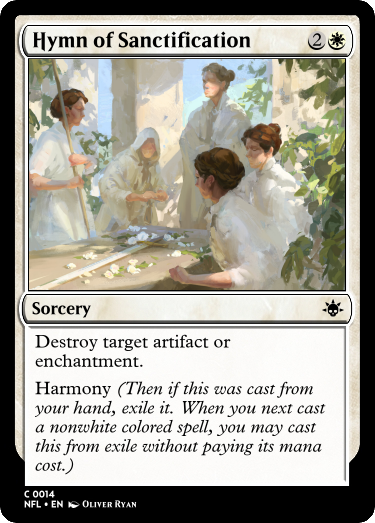 Hymn of Sanctification 2
Sorcery
Destroy target artifact or
enchantment.
Harmony (Then if this was cast from
your hand, exile it. When you next cast
a nonwhite colored spell, you may cast
this from exile without paying its mana
cost.)
C 0014
NFL • EN Oliver Ryan